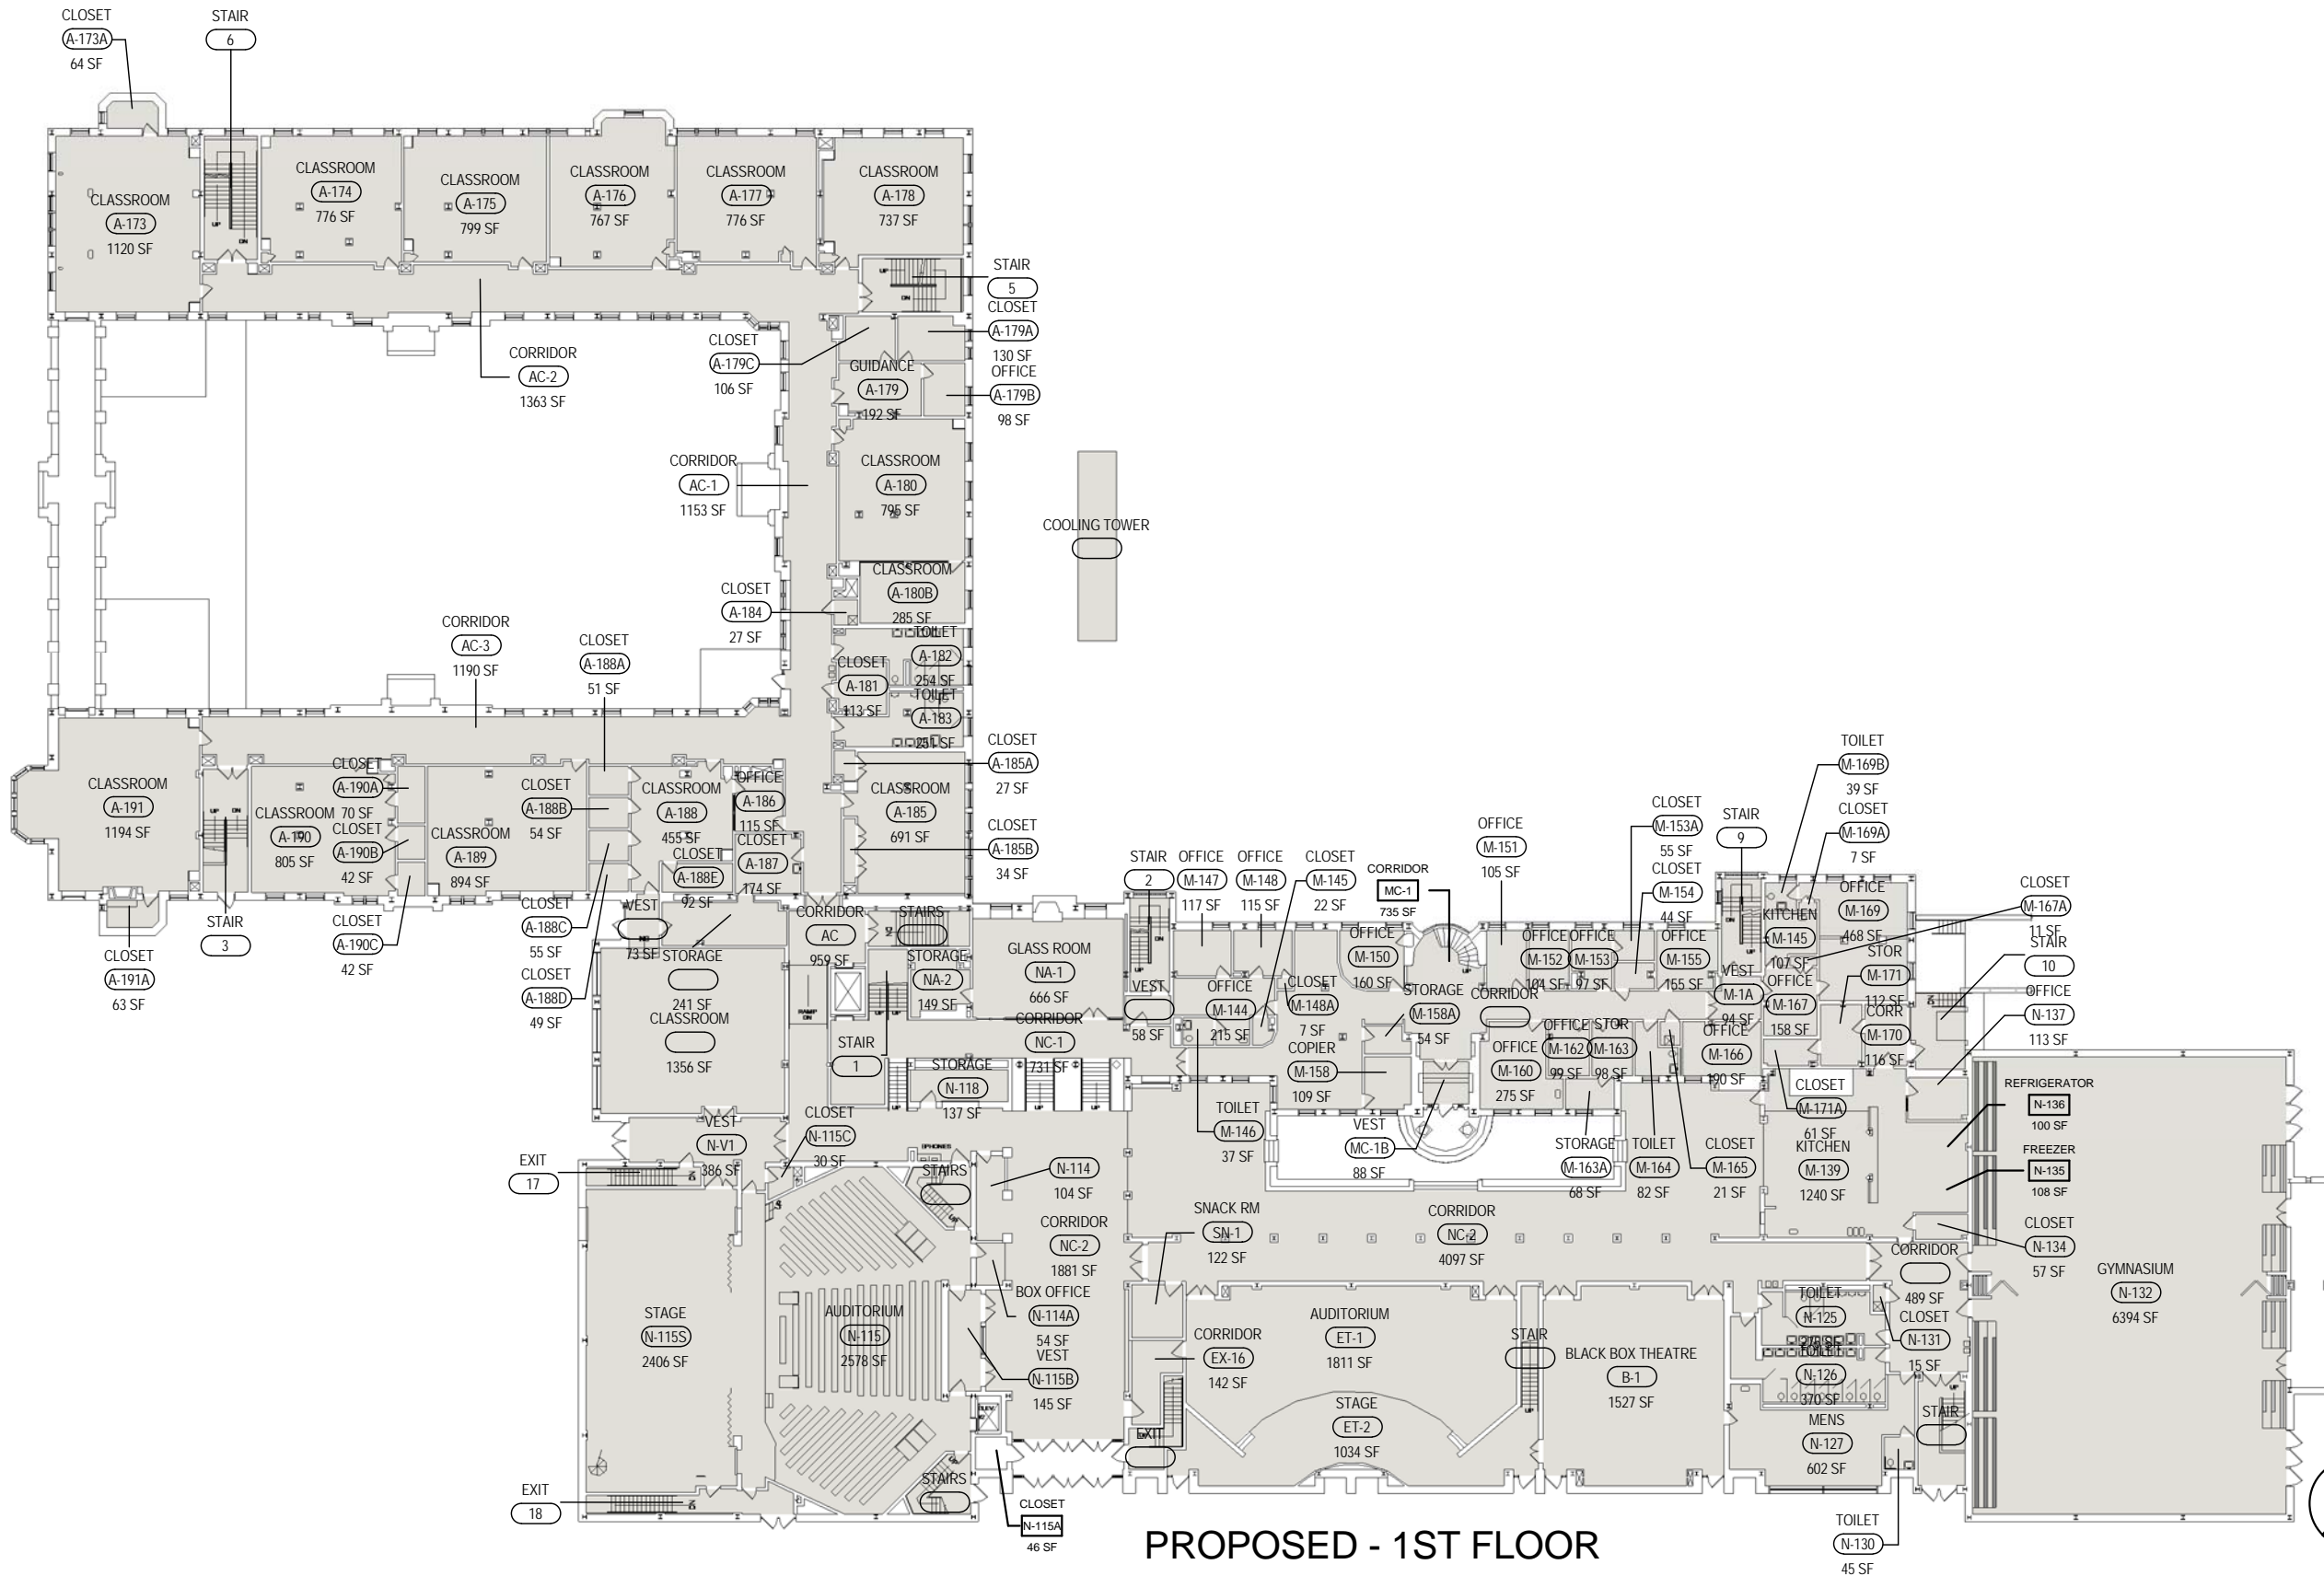 CLOSET
A-173A
64 SF
STAIR
6
CLASSROOM
A-173
1120 SF
CLASSROOM
A-174
776 SF
CLASSROOM
A-175
799 SF
CLASSROOM
A-176
767 SF
CLASSROOM
A-177
776 SF
CLASSROOM
A-178
737 SF
UP
DN
UP
DN
STAIR
5
CLOSET
A-179A
130 SF
OFFICE
A-179B
98 SF
CORRIDOR
AC-2
1363 SF
CLOSET
A-179C
106 SF
GUIDANCE
A-179
192 SF
CORRIDOR
AC-1
1153 SF
CLASSROOM
A-180
795 SF
COOLING TOWER
CLASSROOM
A-180B
285 SF
CLOSET
A-184
27 SF
CORRIDOR
AC-3
1190 SF
CLOSET
A-188A
51 SF
TOILET
A-182
254 SF
CLOSET
A-181
113 SF
TOILET
A-183
251 SF
CLOSET
A-185A
27 SF
CLASSROOM
A-185
691 SF
CLOSET
A-185B
34 SF
CLASSROOM
A-191
1194 SF
UP
DN
CLASSROOM
A-190
805 SF
CLOSET
A-190A
70 SF
CLOSET
A-190B
42 SF
CLASSROOM
A-189
894 SF
CLOSET
A-188B
54 SF
CLASSROOM
A-188
455 SF
OFFICE
A-186
115 SF
CLOSET
A-187
174 SF
CLOSET
A-188E
92 SF
CLOSET
A-191A
63 SF
STAIR
3
CLOSET
A-190C
42 SF
CLOSET
A-188C
55 SF
CLOSET
A-188D
49 SF
VEST
73 SF
STORAGE
241 SF
CLASSROOM
1356 SF
CORRIDOR
AC
959 SF
RAMP
DN
STAIRS
STORAGE
NA-2
149 SF
UP
UP
GLASS ROOM
NA-1
666 SF
CORRIDOR
NC-1
731 SF
STAIR
1
STORAGE
N-118
137 SF
UP
UP
UP
STAIR
2
DN
UP
VEST
58 SF
OFFICE
M-147
117 SF
OFFICE
M-148
115 SF
CLOSET
M-145
22 SF
CORRIDOR
MC-1
735 SF
OFFICE
M-151
105 SF
CLOSET
M-153A
55 SF
CLOSET
M-154
44 SF
STAIR
9
TOILET
M-169B
39 SF
CLOSET
M-169A
7 SF
CLOSET
M-167A
11 SF
STAIR
10
OFFICE
N-137
113 SF
OFFICE
M-144
215 SF
CLOSET
M-148A
7 SF
OFFICE
M-150
160 SF
UP
STORAGE
M-158A
54 SF
CORRIDOR
OFFICE
M-152
104 SF
OFFICE
M-153
97 SF
OFFICE
M-155
155 SF
DN
UP
KITCHEN
M-145
107 SF
OFFICE
M-169
468 SF
STOR
M-171
112 SF
VEST
M-1A
94 SF
OFFICE
M-167
158 SF
CORR
M-170
116 SF
COPIER
M-158
109 SF
OFFICE
M-160
275 SF
OFFICE
M-162
99 SF
STOR
M-163
98 SF
OFFICE
M-166
190 SF
CLOSET
M-171A
61 SF
TOILET
M-146
37 SF
VEST
MC-1B
88 SF
STORAGE
M-163A
68 SF
TOILET
M-164
82 SF
CLOSET
M-165
21 SF
KITCHEN
M-139
1240 SF
REFRIGERATOR
N-136
100 SF
FREEZER
N-135
108 SF
CLOSET
N-134
57 SF
VEST
N-V1
386 SF
CLOSET
N-115C
30 SF
EXIT
17
STAIRS
N-114
104 SF
CORRIDOR
NC-2
1881 SF
SNACK RM
SN-1
122 SF
CORRIDOR
NC-2
4097 SF
CORRIDOR
489 SF
GYMNASIUM
N-132
6394 SF
STAGE
N-115S
2406 SF
AUDITORIUM
N-115
2578 SF
BOX OFFICE
N-114A
54 SF
VEST
N-115B
145 SF
CORRIDOR
EX-16
142 SF
AUDITORIUM
ET-1
1811 SF
STAIR
UP
BLACK BOX THEATRE
B-1
1527 SF
TOILET
N-125
TOILET
N-126
370 SF
CLOSET
N-131
15 SF
MENS
N-127
602 SF
STAIR
UP
STAGE
ET-2
1034 SF
EXIT
STAIRS
EXIT
18
CLOSET
N-115A
46 SF
TOILET
N-130
45 SF
PROPOSED - 1ST FLOOR